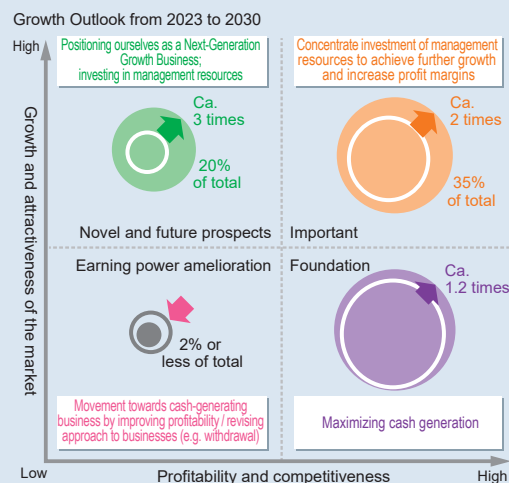 Growth Outlook from 2023 to 2030
High
Growth and attractiveness of the market
Positioning ourselves as a Next-Generation
Growth Business;
investing in management resources
Ca.
3 times
20%
of total
Novel and future prospects
Concentrate investment of management
resources to achieve further growth
and increase profit margins
Ca.
2 times
35%
of total
Important
Earning power amelioration
2% or
less of total
Movement towards cash-generating
business by improving profitability / revising
approach to businesses (e.g. withdrawal)
Foundation
Ca.
1.2 times
Maximizing cash generation
Low
Profitability and competitiveness
High